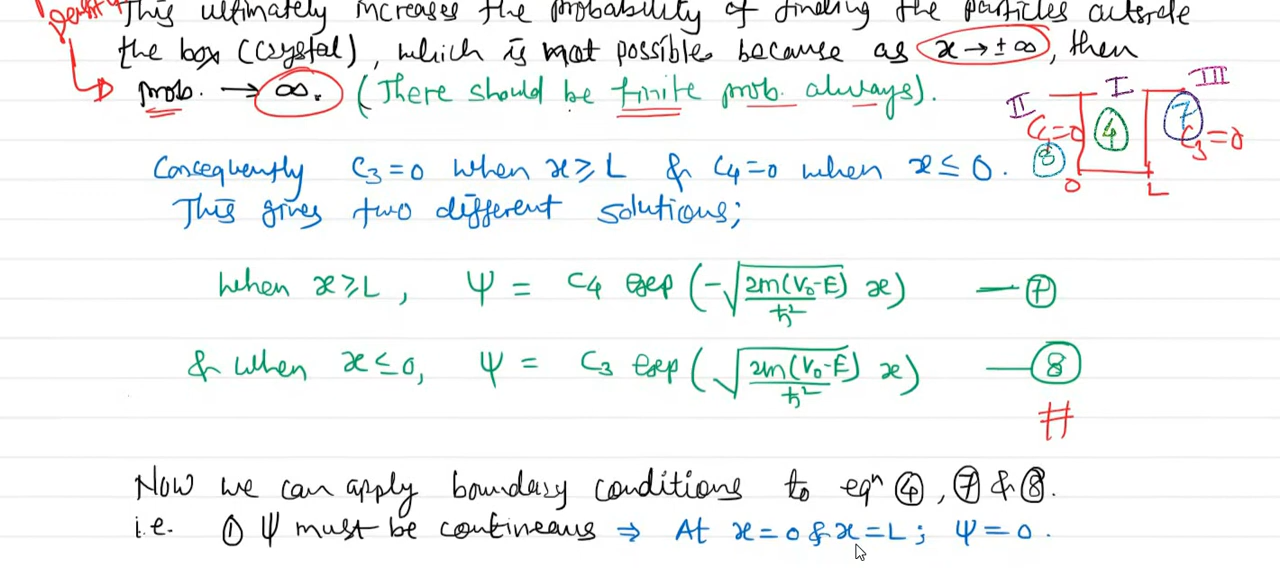 This ultimately increases the probability of finding the particles outside
the box (crystal), which is not possible because as x → ± ∞, then
prob. → ∞. (There should be finite prob. always).
I
II
III
C4=0
4
7
C3=0
8
0
L
Consequently C3=0 when x ≥ L & C4=0 when x ≤ 0.
This gives two different solutions;
when x ≥ L, Ψ = C4 exp (-√(2m(V0-E)/ħ²) x) — 7
& when x ≤ 0, Ψ = C3 exp (√(2m(V0-E)/ħ²) x) — 8
#
Now we can apply boundary conditions to eqn 4, 7 & 8.
i.e. 1 Ψ must be continuous ⇒ At x=0 & x=L; Ψ=0.